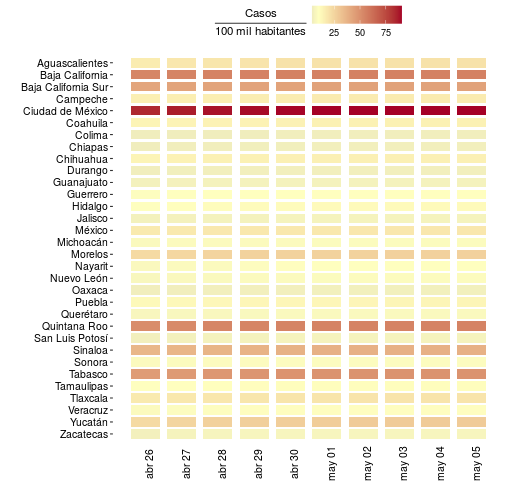 Casos
100 mil habitantes
25 50 75
Aguascalientes
Baja California
Baja California Sur
Campeche
Ciudad de México
Coahuila
Colima
Chiapas
Chihuahua
Durango
Guanajuato
Guerrero
Hidalgo
Jalisco
México
Michoacán
Morelos
Nayarit
Nuevo León
Oaxaca
Puebla
Querétaro
Quintana Roo
San Luis Potosí
Sinaloa
Sonora
Tabasco
Tamaulipas
Tlaxcala
Veracruz
Yucatán
Zacatecas
abr 26
abr 27
abr 28
abr 29
abr 30
may 01
may 02
may 03
may 04
may 05